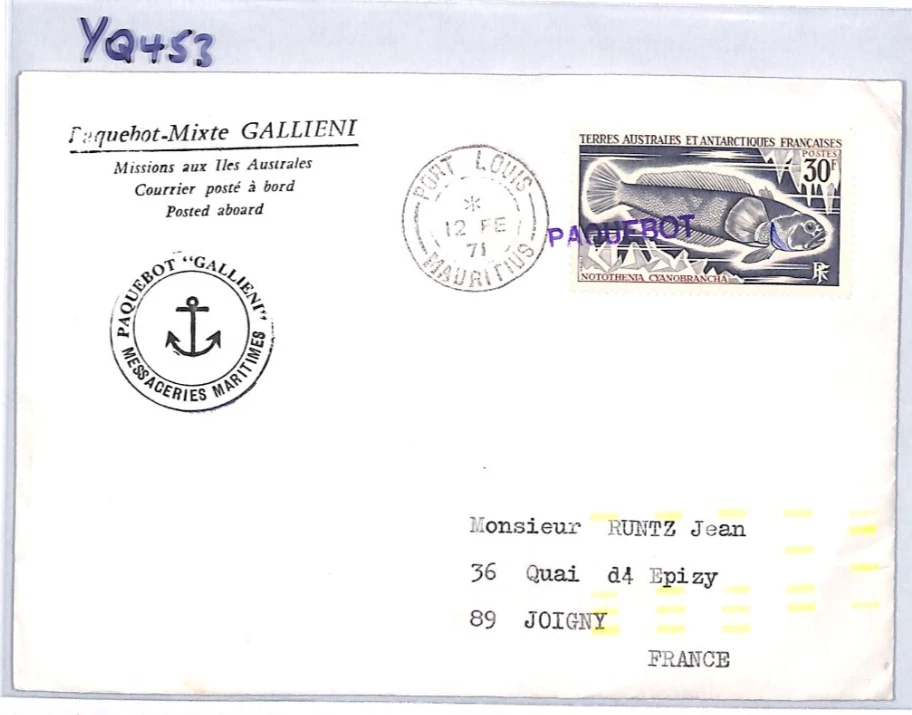 YQ453
Paquebot-Mixte GALLIENI
Missions aux Iles Australes
Courrier posté à bord
Posted aboard
PAQUEBOT "GALLIENI"
MESSAGERIES MARITIMES
PORT LOUIS
12 FE
71
MAURITIUS
PAQUEBOT
TERRES AUSTRALES ET ANTARCTIQUES FRANÇAISES
POSTES
30F
RF
NOTOTHENIA CYANOBRANCHA
Monsieur RUNTZ Jean
36 Quai d4 Epizy
89 JOIGNY
FRANCE